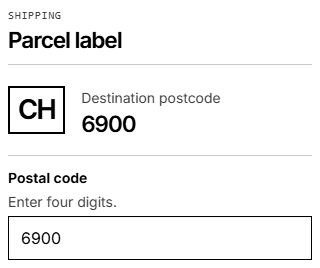 SHIPPING
Parcel label
CH
Destination postcode
6900
Postal code
Enter four digits.
6900